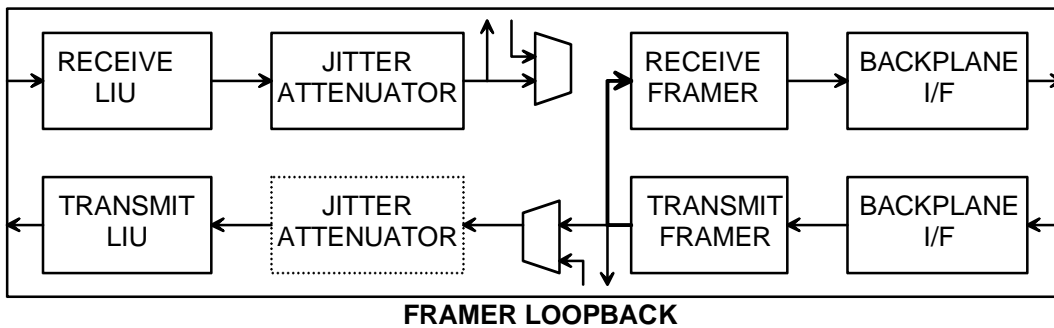 RECEIVE
LIU
JITTER
ATTENUATOR
RECEIVE
FRAMER
BACKPLANE
I/F
TRANSMIT
LIU
JITTER
ATTENUATOR
TRANSMIT
FRAMER
BACKPLANE
I/F
FRAMER LOOPBACK